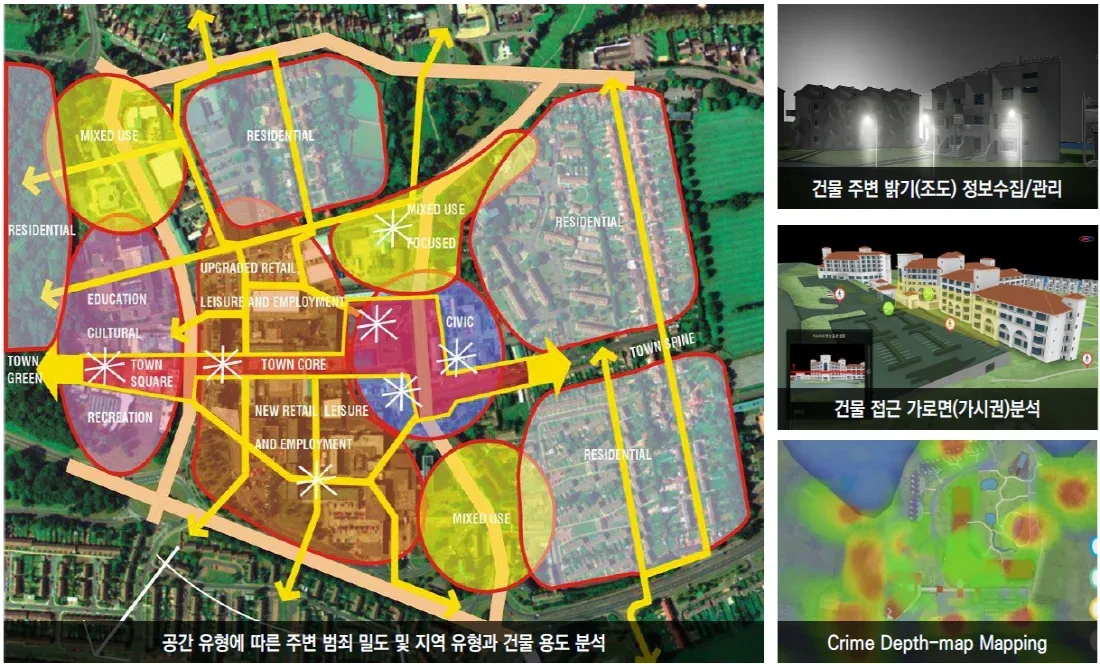 MIXED USE
RESIDENTIAL
RESIDENTIAL
MIXED USE
FOCUSED
RESIDENTIAL
UPGRADED RETAIL,
LEISURE AND EMPLOYMENT
EDUCATION
CULTURAL
CIVIC
TOWN
GREEN
TOWN
SQUARE
TOWN CORE
TOWN SPINE
RECREATION
NEW RETAIL, LEISURE
AND EMPLOYMENT
RESIDENTIAL
MIXED USE
공간 유형에 따른 주변 범죄 밀도 및 지역 유형과 건물 용도 분석
건물 주변 밝기(조도) 정보수집/관리
건물 접근 가로면(가시권)분석
Crime Depth-map Mapping